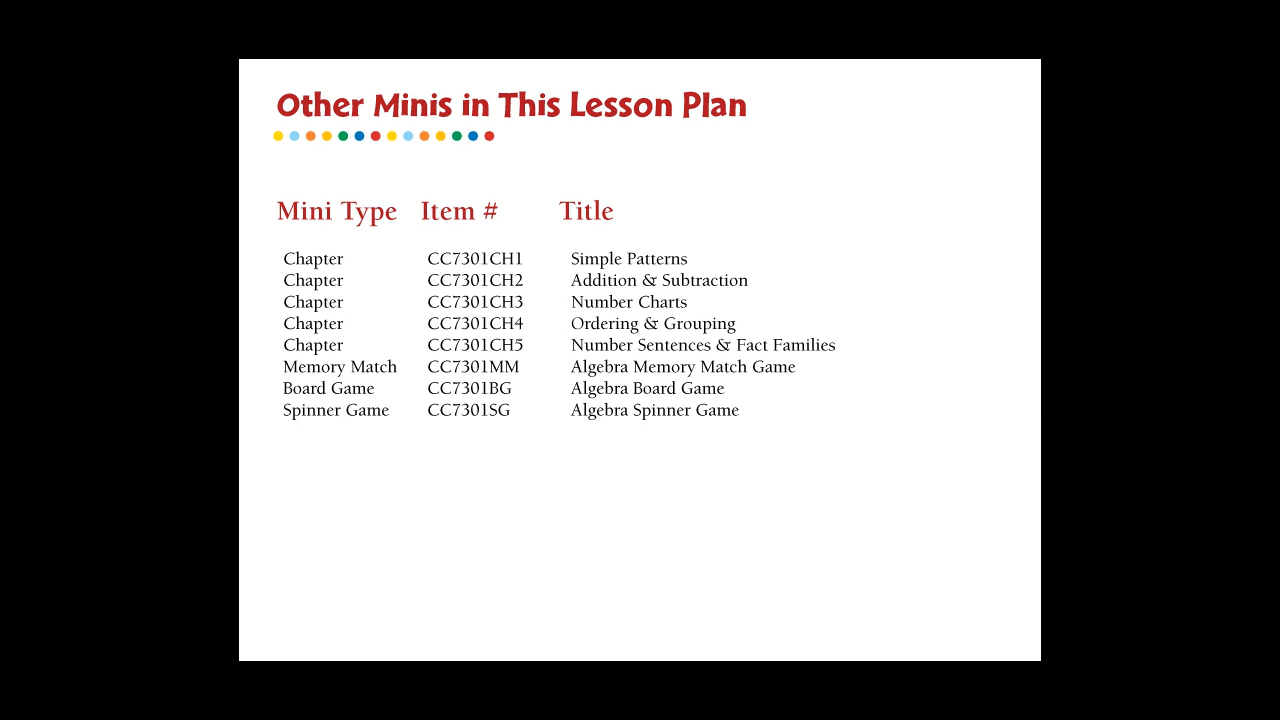 Other Minis in This Lesson Plan
Mini Type Item # Title
Chapter CC7301CH1 Simple Patterns
Chapter CC7301CH2 Addition & Subtraction
Chapter CC7301CH3 Number Charts
Chapter CC7301CH4 Ordering & Grouping
Chapter CC7301CH5 Number Sentences & Fact Families
Memory Match CC7301MM Algebra Memory Match Game
Board Game CC7301BG Algebra Board Game
Spinner Game CC7301SG Algebra Spinner Game